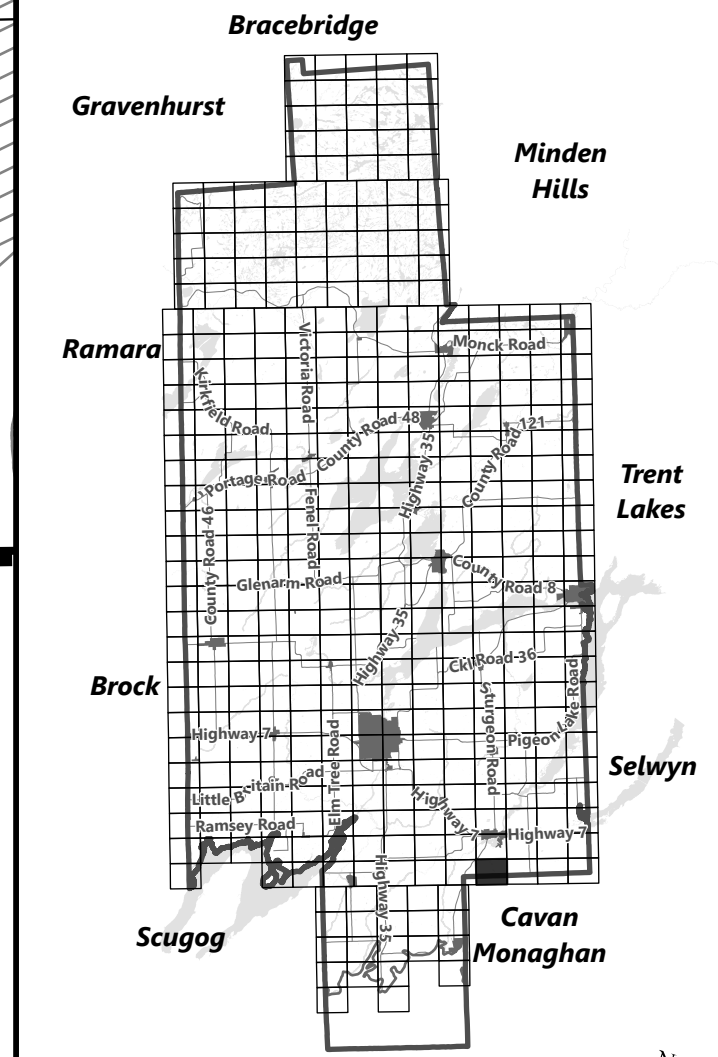 Bracebridge
Gravenhurst
Minden
Hills
Ramara
Monck Road
Victoria Road
Kirkfield Road
County Road 48
121
County Road
Highway 35
Portage Road
Trent
Lakes
Fenel Road
County Road 46
Glenarm Road
County Road 8
Highway 35
Ckl Road 36
Brock
Sturgeon Road
Pigeon Lake Road
Highway 7
Elm Tree Road
Selwyn
Little Britain Road
Highway 7
Ramsey Road
Highway 7
Highway 35
Scugog
Cavan
Monaghan
N